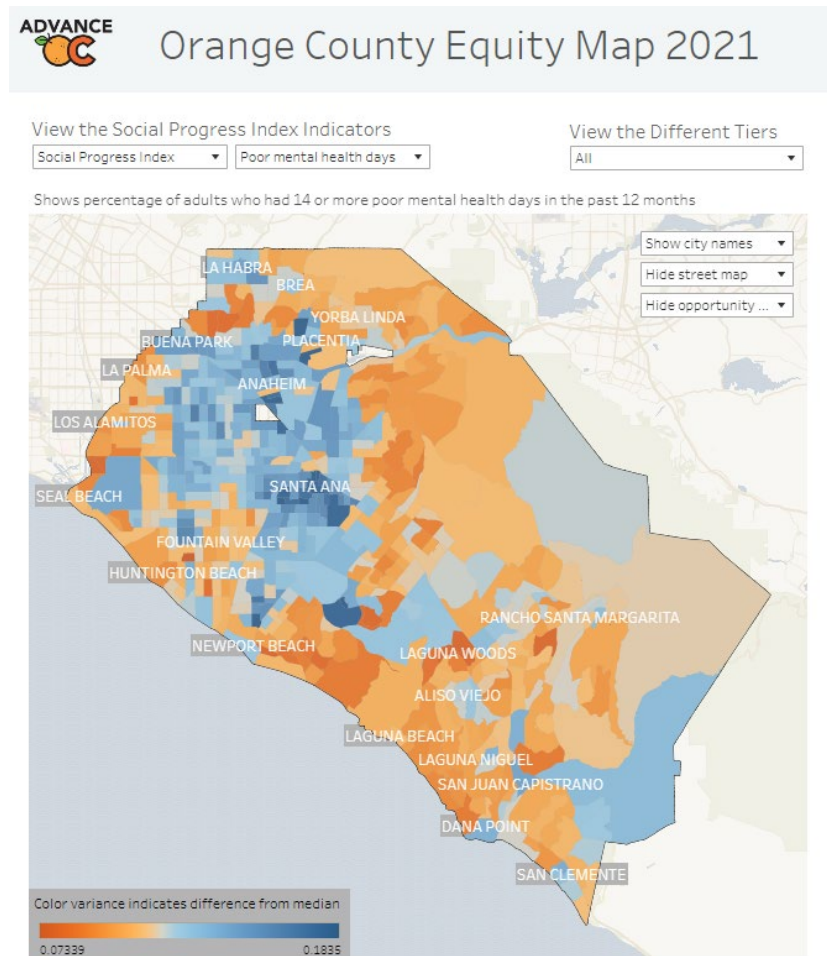 ADVANCE
OC
Orange County Equity Map 2021
View the Social Progress Index Indicators
View the Different Tiers
Social Progress Index
Poor mental health days
All
Shows percentage of adults who had 14 or more poor mental health days in the past 12 months
Show city names
Hide street map
Hide opportunity ...
LA HABRA
BREA
YORBA LINDA
BUENA PARK
PLACENTIA
LA PALMA
ANAHEIM
LOS ALAMITOS
SANTA ANA
SEAL BEACH
FOUNTAIN VALLEY
HUNTINGTON BEACH
RANCHO SANTA MARGARITA
NEWPORT BEACH
LAGUNA WOODS
ALISO VIEJO
LAGUNA BEACH
LAGUNA NIGUEL
SAN JUAN CAPISTRANO
DANA POINT
SAN CLEMENTE
Color variance indicates difference from median
0.07339
0.1835